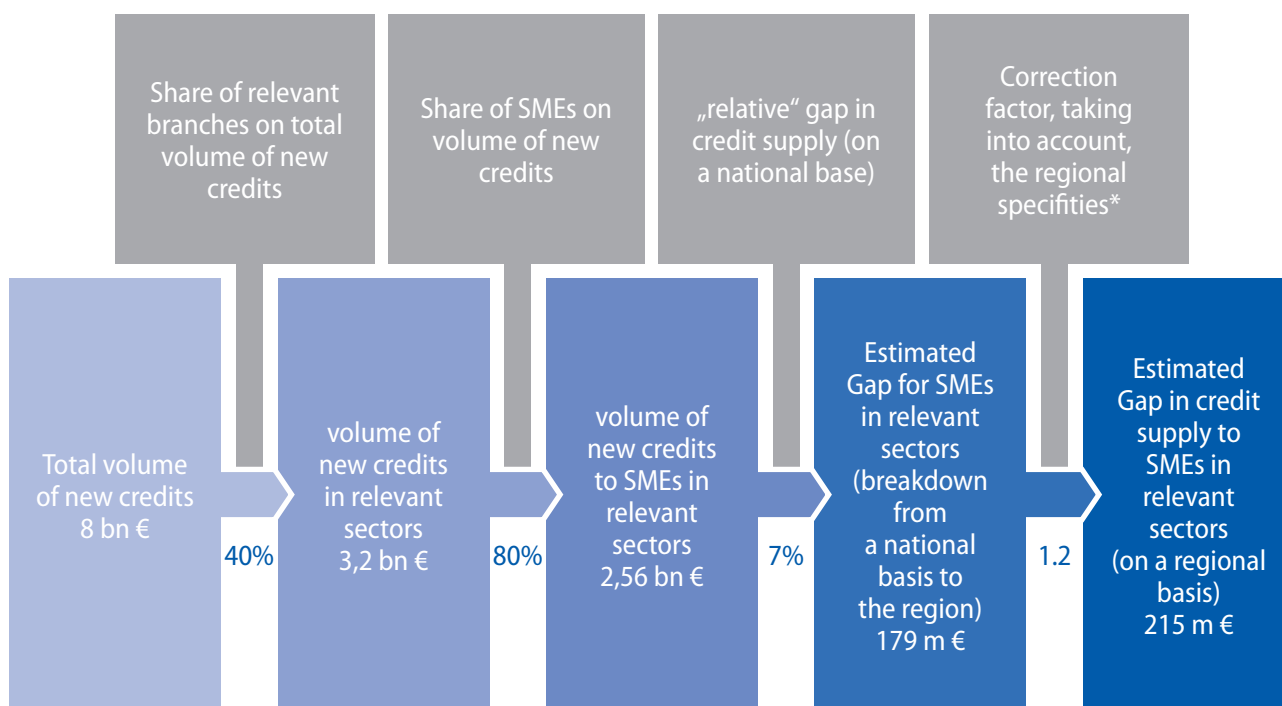 Share of relevant
branches on total
volume of new
credits
Share of SMEs on
volume of new
credits
„relative“ gap in
credit supply (on
a national base)
Correction
factor, taking
into account,
the regional
specifities*
Total volume
of new credits
8 bn €
40%
volume of
new credits
in relevant
sectors
3,2 bn €
80%
volume of
new credits
to SMEs in
relevant
sectors
2,56 bn €
7%
Estimated
Gap for SMEs
in relevant
sectors
(breakdown
from
a national
basis to
the region)
179 m €
1.2
Estimated
Gap in credit
supply to
SMEs in
relevant
sectors
(on a regional
basis)
215 m €